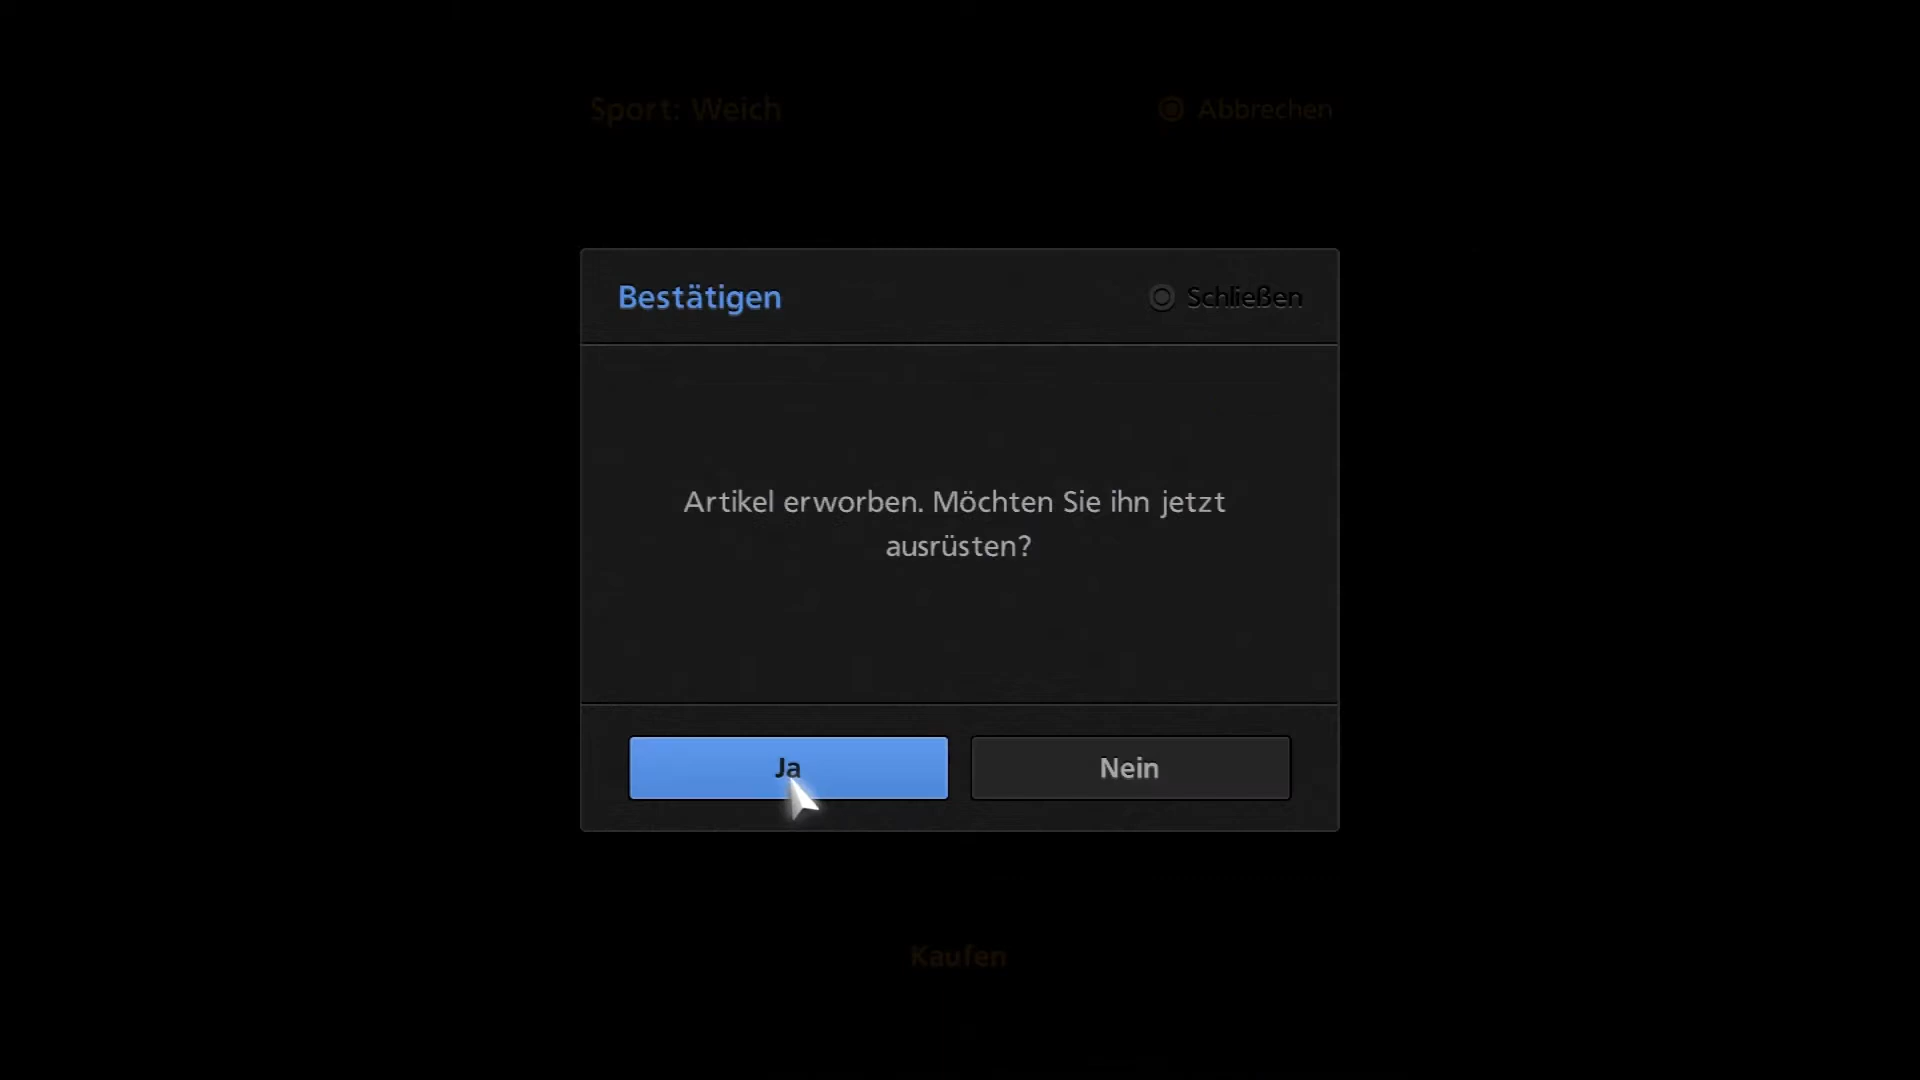 Sport: Weich
Abbrechen
Bestätigen
Schließen
Artikel erworben. Möchten Sie ihn jetzt
ausrüsten?
Ja
Nein
Kaufen